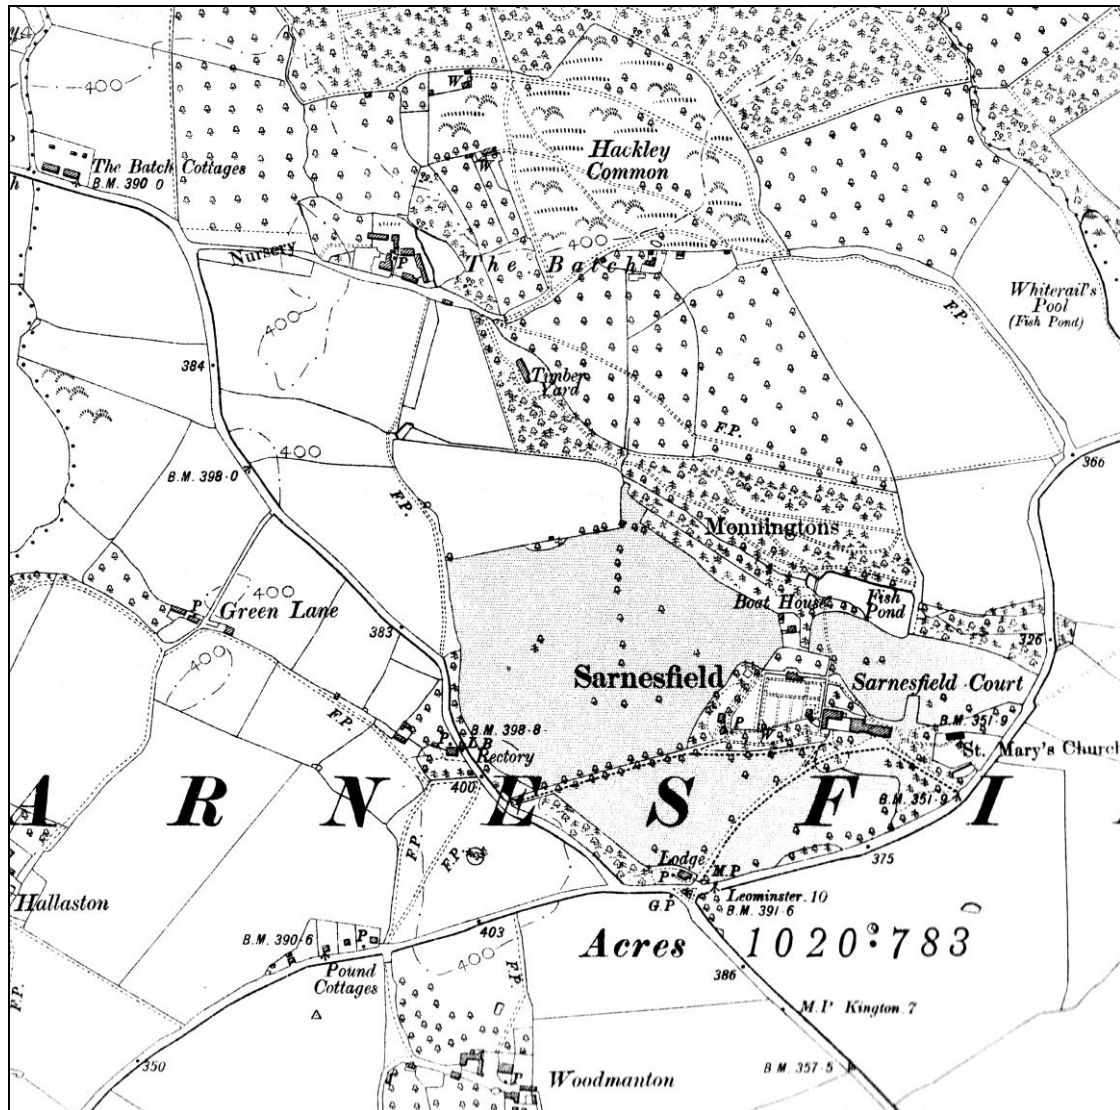 400
Hackley
Common
W
The Batch Cottages
B.M. 390·0
W
400
Nursery
P
The Batch
Whiterail's
Pool
(Fish Pond)
F.P.
400
384
Timber
Yard
F.P.
400
366
B.M. 398·0
F.P.
Monningtons
400
P
Green Lane
Boat House
Fish
Pond
383
326
400
Sarnesfield
Sarnesfield Court
F.P.
B.M. 398·8
P
W
B.M. 351·9
P
L.B
Rectory
St. Mary's Church
400
ARNESFI
B.M. 351·9
F.P.
F.P.
403
375
Lodge
P
M.P
Leominster.10
B.M. 391·6
G.P
Hallaston
403
B.M. 390·6
P
Acres 1020·783
Pound
Cottages
400
F.P.
386
F.P.
M.P Kington.7
350
B.M. 357·5
P
Woodmanton